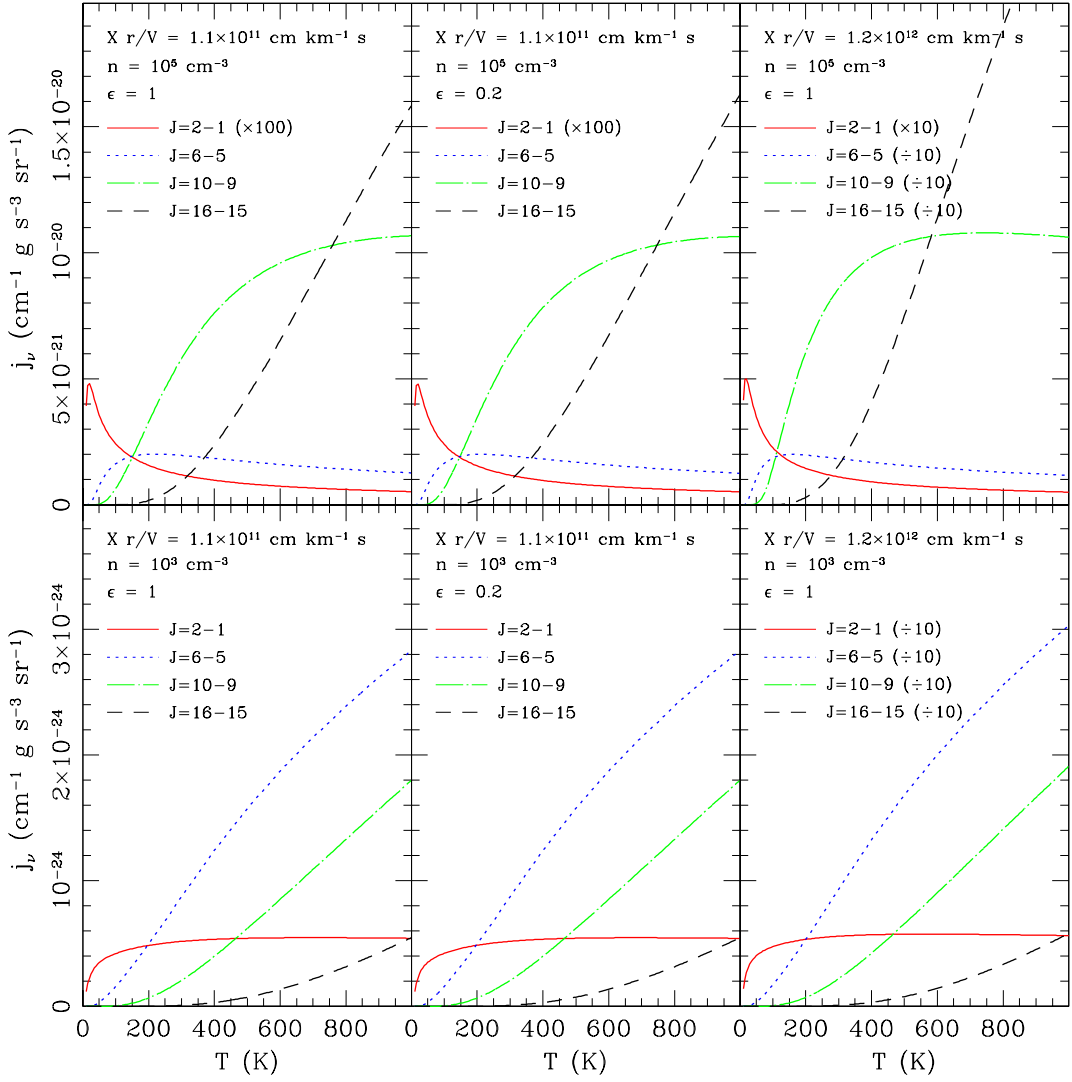 X r/V = 1.1×10¹¹ cm km⁻¹ s
n = 10⁵ cm⁻³
ϵ = 1
J=2−1 (×100)
J=6−5
J=10−9
J=16−15
X r/V = 1.1×10¹¹ cm km⁻¹ s
n = 10⁵ cm⁻³
ϵ = 0.2
J=2−1 (×100)
J=6−5
J=10−9
J=16−15
X r/V = 1.2×10¹² cm km⁻¹ s
n = 10⁵ cm⁻³
ϵ = 1
J=2−1 (×10)
J=6−5 (÷10)
J=10−9 (÷10)
J=16−15 (÷10)
j_ν (cm⁻¹ g s⁻³ sr⁻¹)
1.5×10⁻²⁰
10⁻²⁰
5×10⁻²¹
0
X r/V = 1.1×10¹¹ cm km⁻¹ s
n = 10³ cm⁻³
ϵ = 1
J=2−1
J=6−5
J=10−9
J=16−15
X r/V = 1.1×10¹¹ cm km⁻¹ s
n = 10³ cm⁻³
ϵ = 0.2
J=2−1
J=6−5
J=10−9
J=16−15
X r/V = 1.2×10¹² cm km⁻¹ s
n = 10³ cm⁻³
ϵ = 1
J=2−1 (÷10)
J=6−5 (÷10)
J=10−9 (÷10)
J=16−15 (÷10)
j_ν (cm⁻¹ g s⁻³ sr⁻¹)
3×10⁻²⁴
2×10⁻²⁴
10⁻²⁴
0
0 200 400 600 800 0 200 400 600 800 0 200 400 600 800
T (K) T (K) T (K)